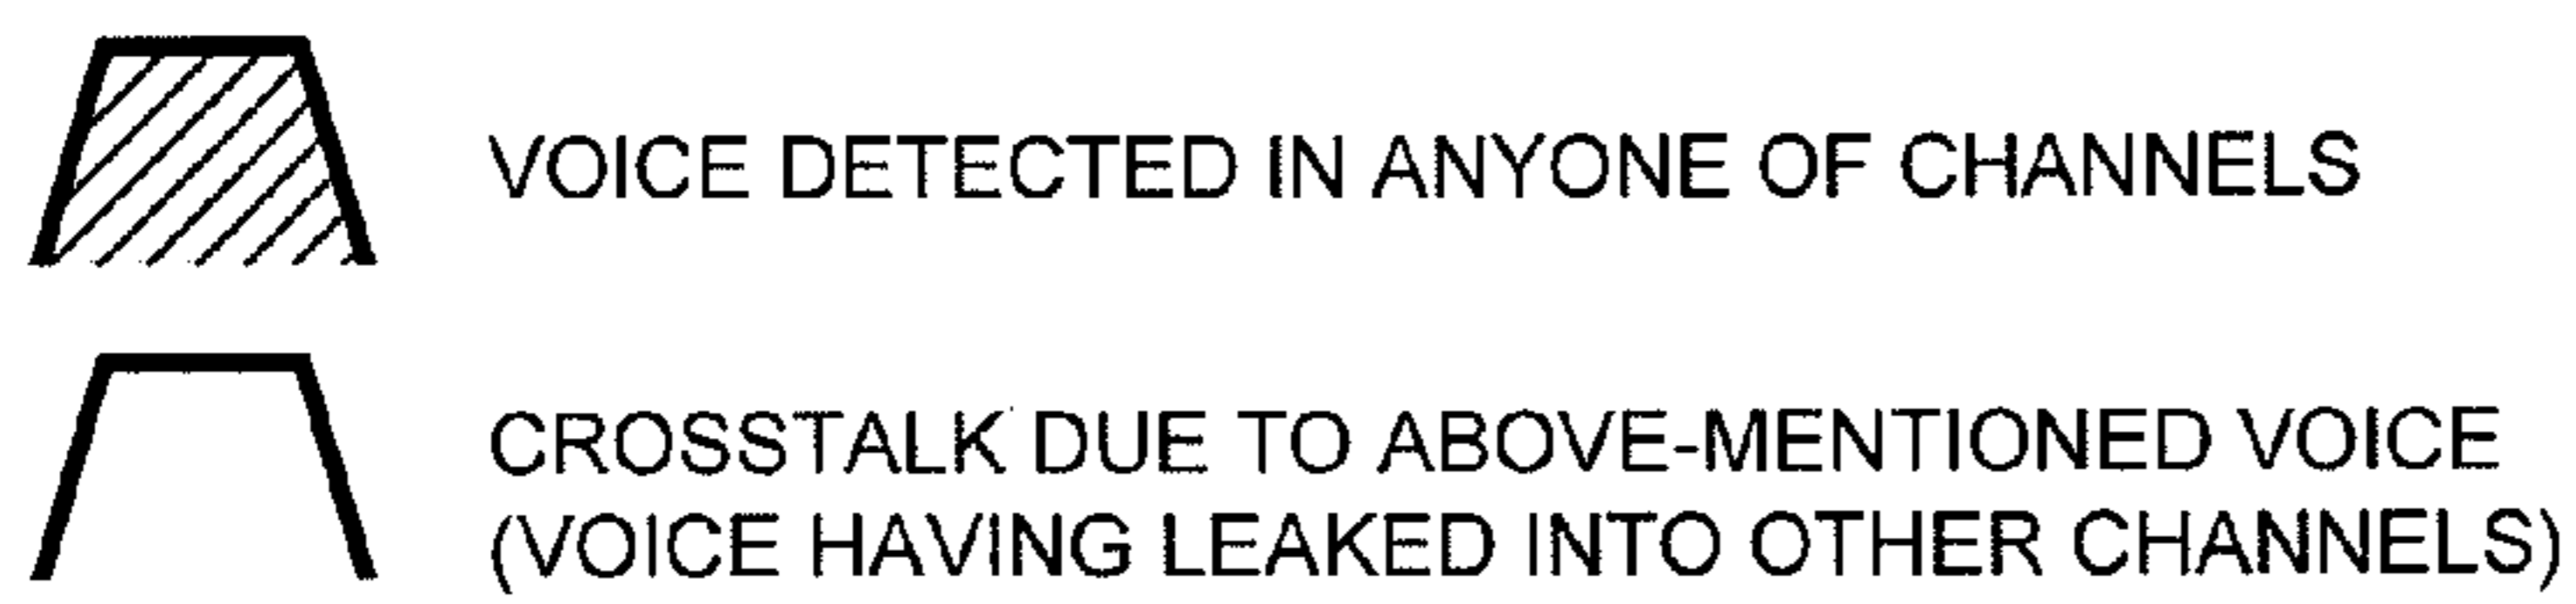 VOICE DETECTED IN ANYONE OF CHANNELS
CROSSTALK DUE TO ABOVE-MENTIONED VOICE
(VOICE HAVING LEAKED INTO OTHER CHANNELS)